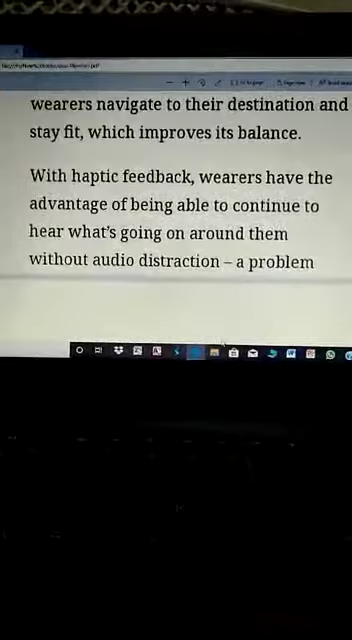 wearers navigate to their destination and
stay fit, which improves its balance.
With haptic feedback, wearers have the
advantage of being able to continue to
hear what's going on around them
without audio distraction – a problem